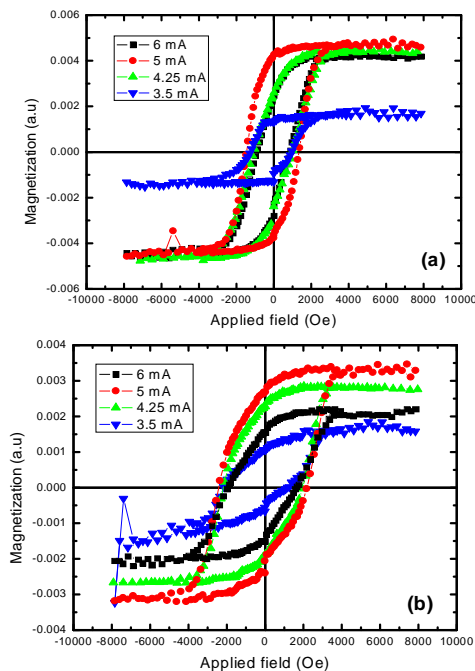 0.006
0.004
0.002
0.000
-0.002
-0.004
-0.006
Magnetization (a.u)
6 mA
5 mA
4.25 mA
3.5 mA
(a)
-10000 -8000 -6000 -4000 -2000 0 2000 4000 6000 8000 10000
Applied field (Oe)
0.004
0.003
0.002
0.001
0.000
-0.001
-0.002
-0.003
-0.004
Magnetization (a.u)
6 mA
5 mA
4.25 mA
3.5 mA
(b)
-10000 -8000 -6000 -4000 -2000 0 2000 4000 6000 8000 10000
Applied field (Oe)